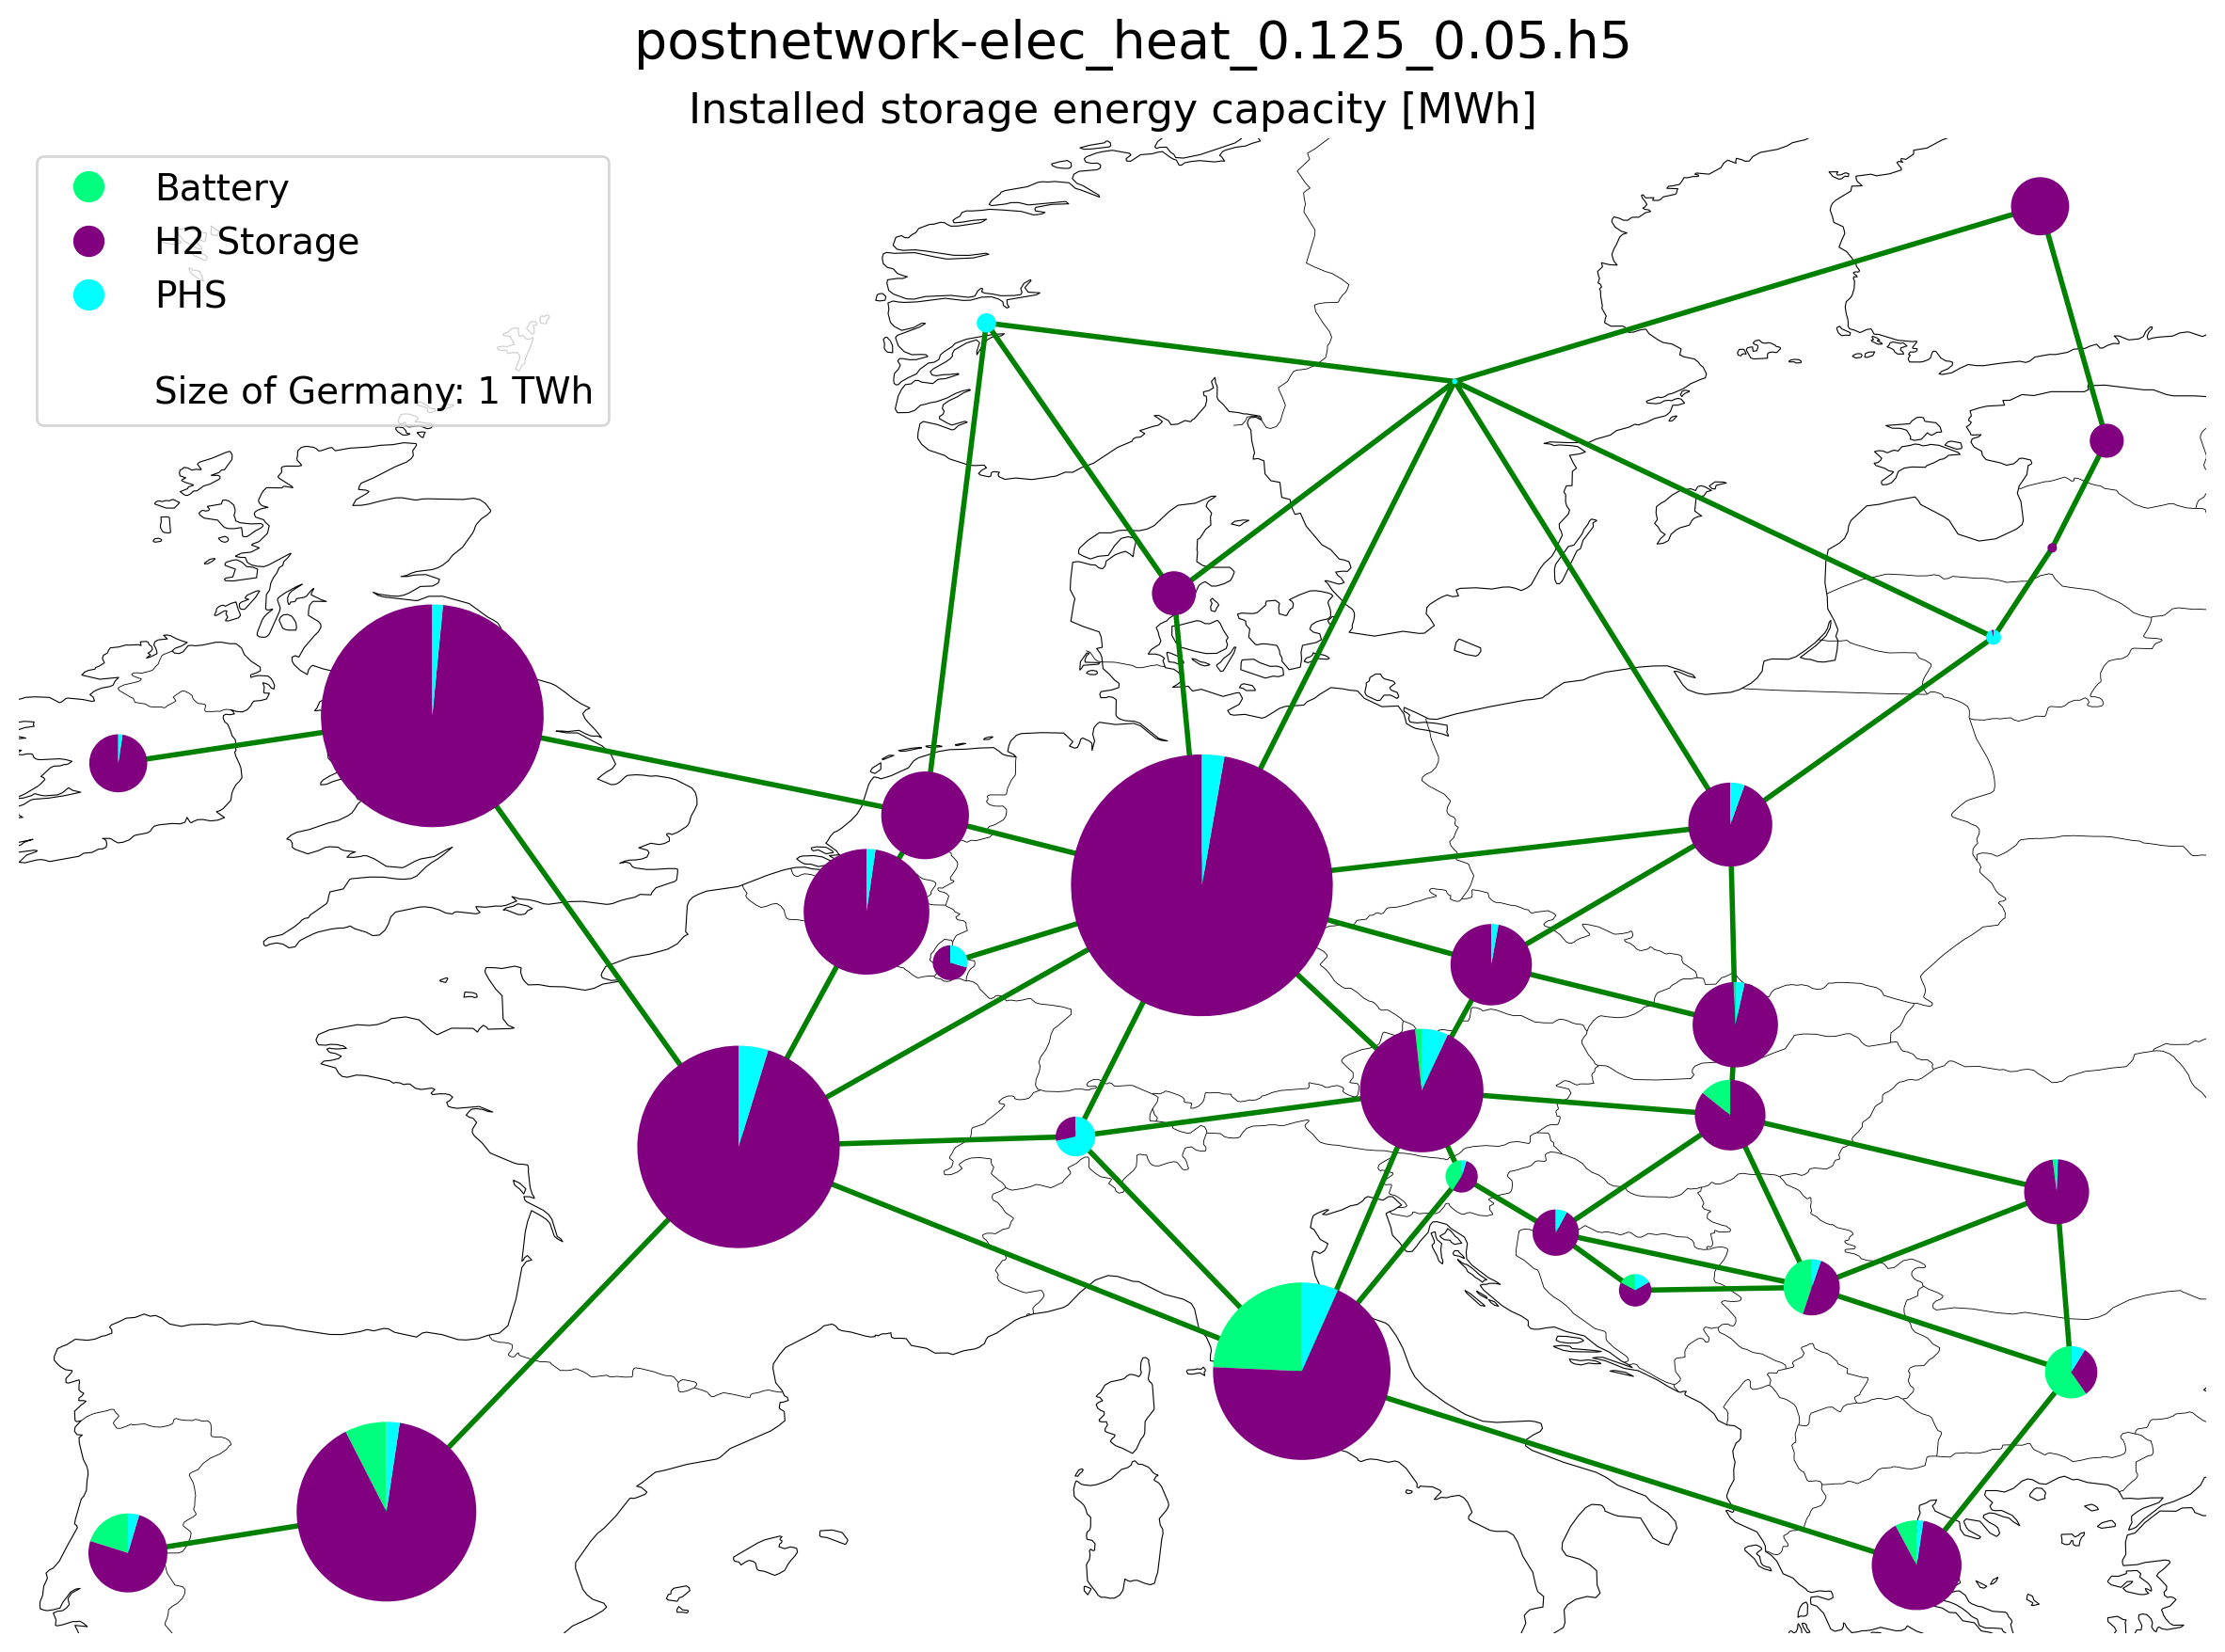 postnetwork-elec_heat_0.125_0.05.h5
Installed storage energy capacity [MWh]
Battery
H2 Storage
PHS
Size of Germany: 1 TWh